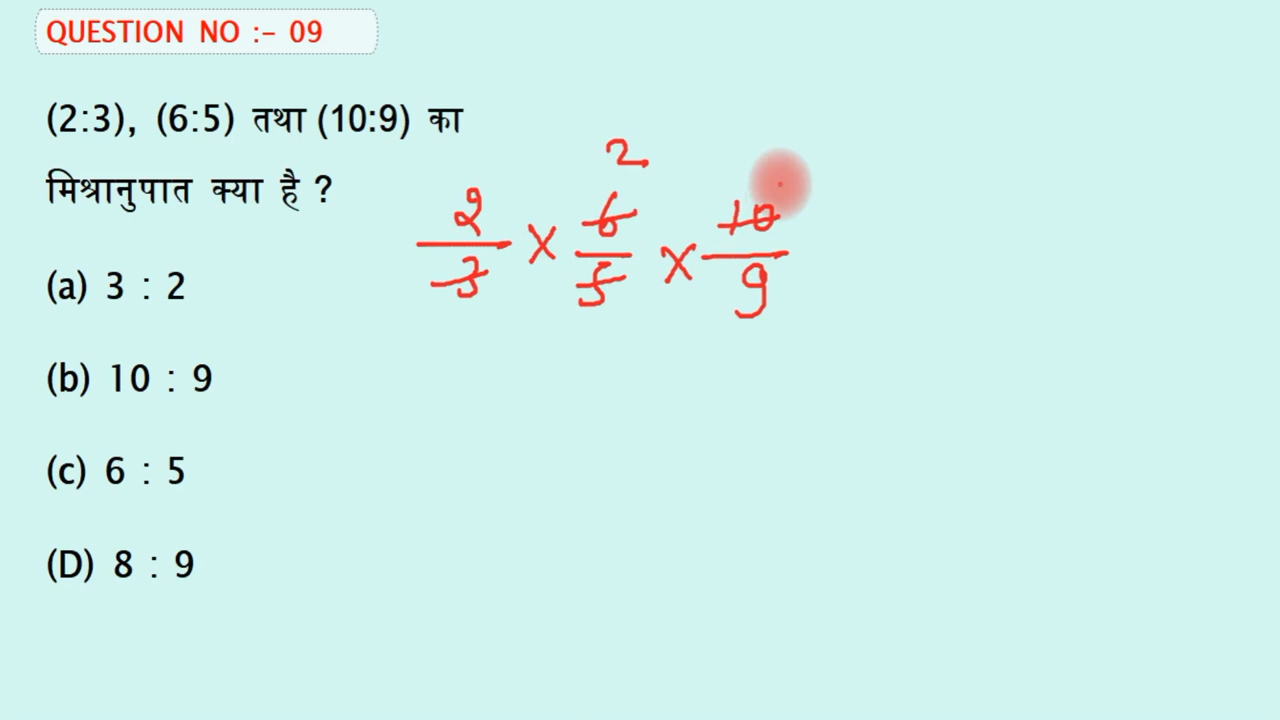 QUESTION NO :- 09
(2:3), (6:5) तथा (10:9) का
मिश्रानुपात क्या है ?
2
2/3 × 6/5 × 10/9
(a) 3 : 2
(b) 10 : 9
(c) 6 : 5
(D) 8 : 9